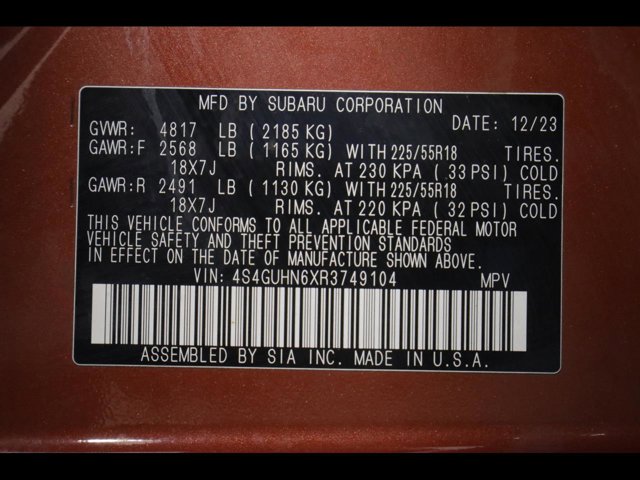 MFD BY SUBARU CORPORATION
DATE: 12/23
GVWR: 4817 LB (2185 KG)
GAWR:F 2568 LB (1165 KG) WITH 225/55R18 TIRES.
18X7J RIMS. AT 230 KPA (.33 PSI) COLD
GAWR:R 2491 LB (1130 KG) WITH 225/55R18 TIRES.
18X7J RIMS. AT 220 KPA (32 PSI) COLD
THIS VEHICLE CONFORMS TO ALL APPLICABLE FEDERAL MOTOR
VEHICLE SAFETY AND THEFT PREVENTION STANDARDS
IN EFFECT ON THE DATE OF MANUFACTURE SHOWN ABOVE.
VIN: 4S4GUHN6XR3749104 MPV
ASSEMBLED BY SIA INC. MADE IN U.S.A.